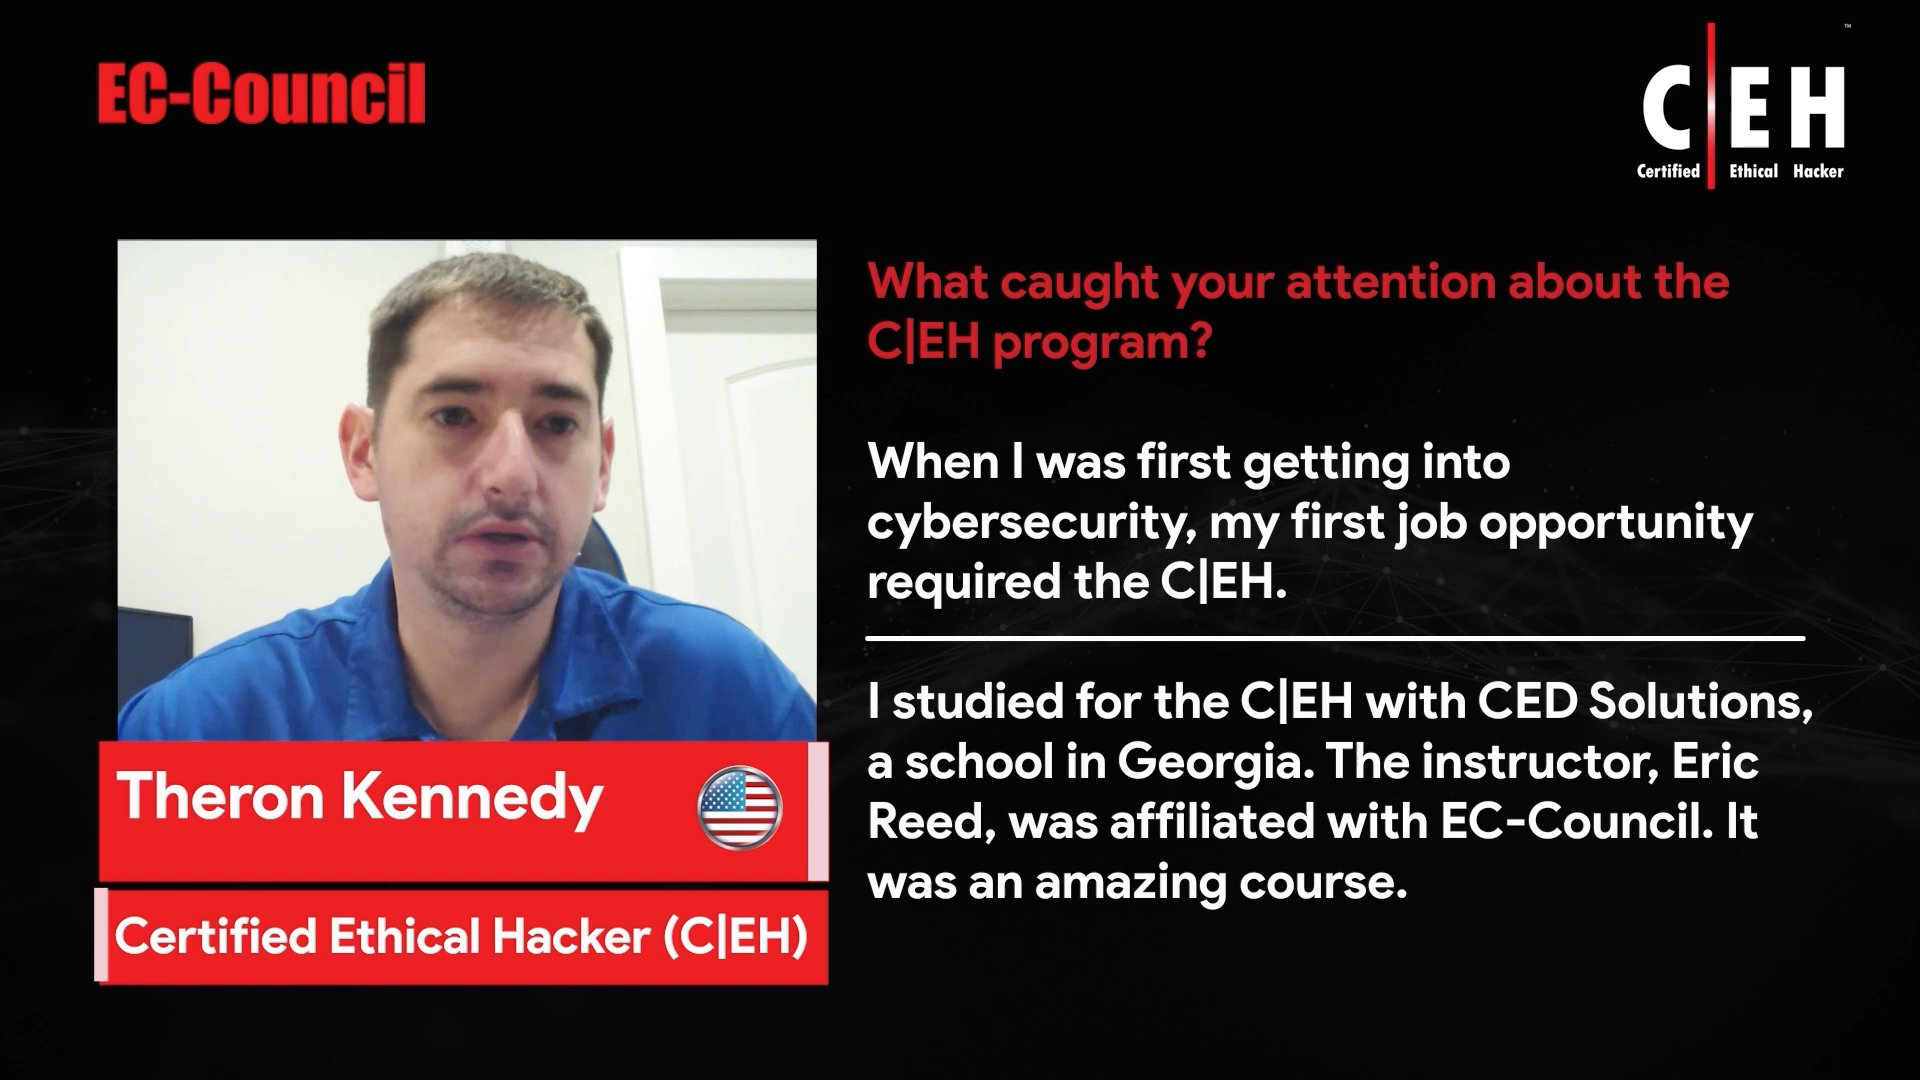 EC-Council
C|EH
™
Certified Ethical Hacker
What caught your attention about the
C|EH program?
When I was first getting into
cybersecurity, my first job opportunity
required the C|EH.
I studied for the C|EH with CED Solutions,
a school in Georgia. The instructor, Eric
Reed, was affiliated with EC-Council. It
was an amazing course.
Theron Kennedy
Certified Ethical Hacker (C|EH)